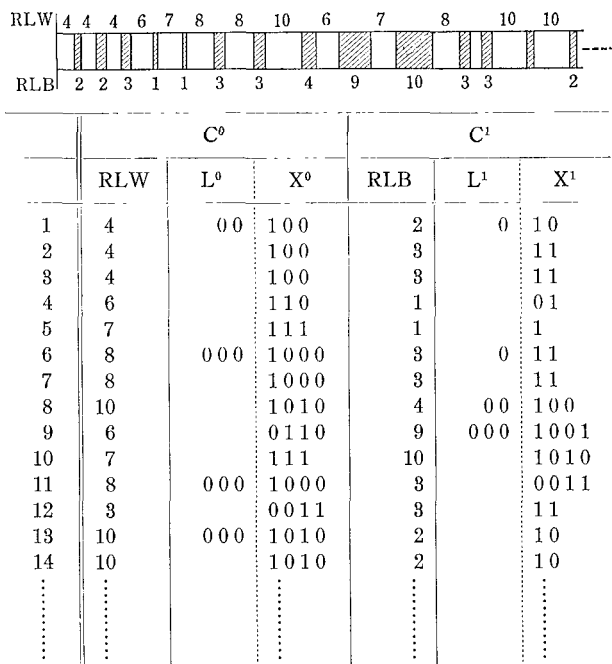 RLW 4 4 4 6 7 8 8 10 6 7 8 10 10
RLB 2 2 3 1 1 3 3 4 9 10 3 3 2
C⁰ C¹
RLW L⁰ X⁰ RLB L¹ X¹
1 4 00 100 2 0 10
2 4 100 3 11
3 4 100 3 11
4 6 110 1 01
5 7 111 1 1
6 8 000 1000 3 0 11
7 8 1000 3 11
8 10 1010 4 00 100
9 6 0110 9 000 1001
10 7 111 10 1010
11 8 000 1000 3 0011
12 3 0011 3 11
13 10 000 1010 2 10
14 10 1010 2 10